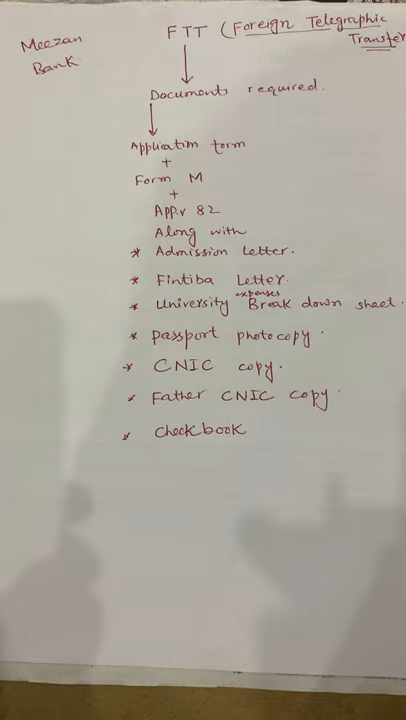 Meezan
Bank
FTT (Foreign Telegraphic
Transfer
Documents required.
Application form
+
Form M
+
App.v 82
Along with
* Admission Letter.
* Fintiba Letter.
expenses
* University Break down sheet.
* Passport photocopy.
* CNIC copy.
* Father CNIC copy.
* Checkbook